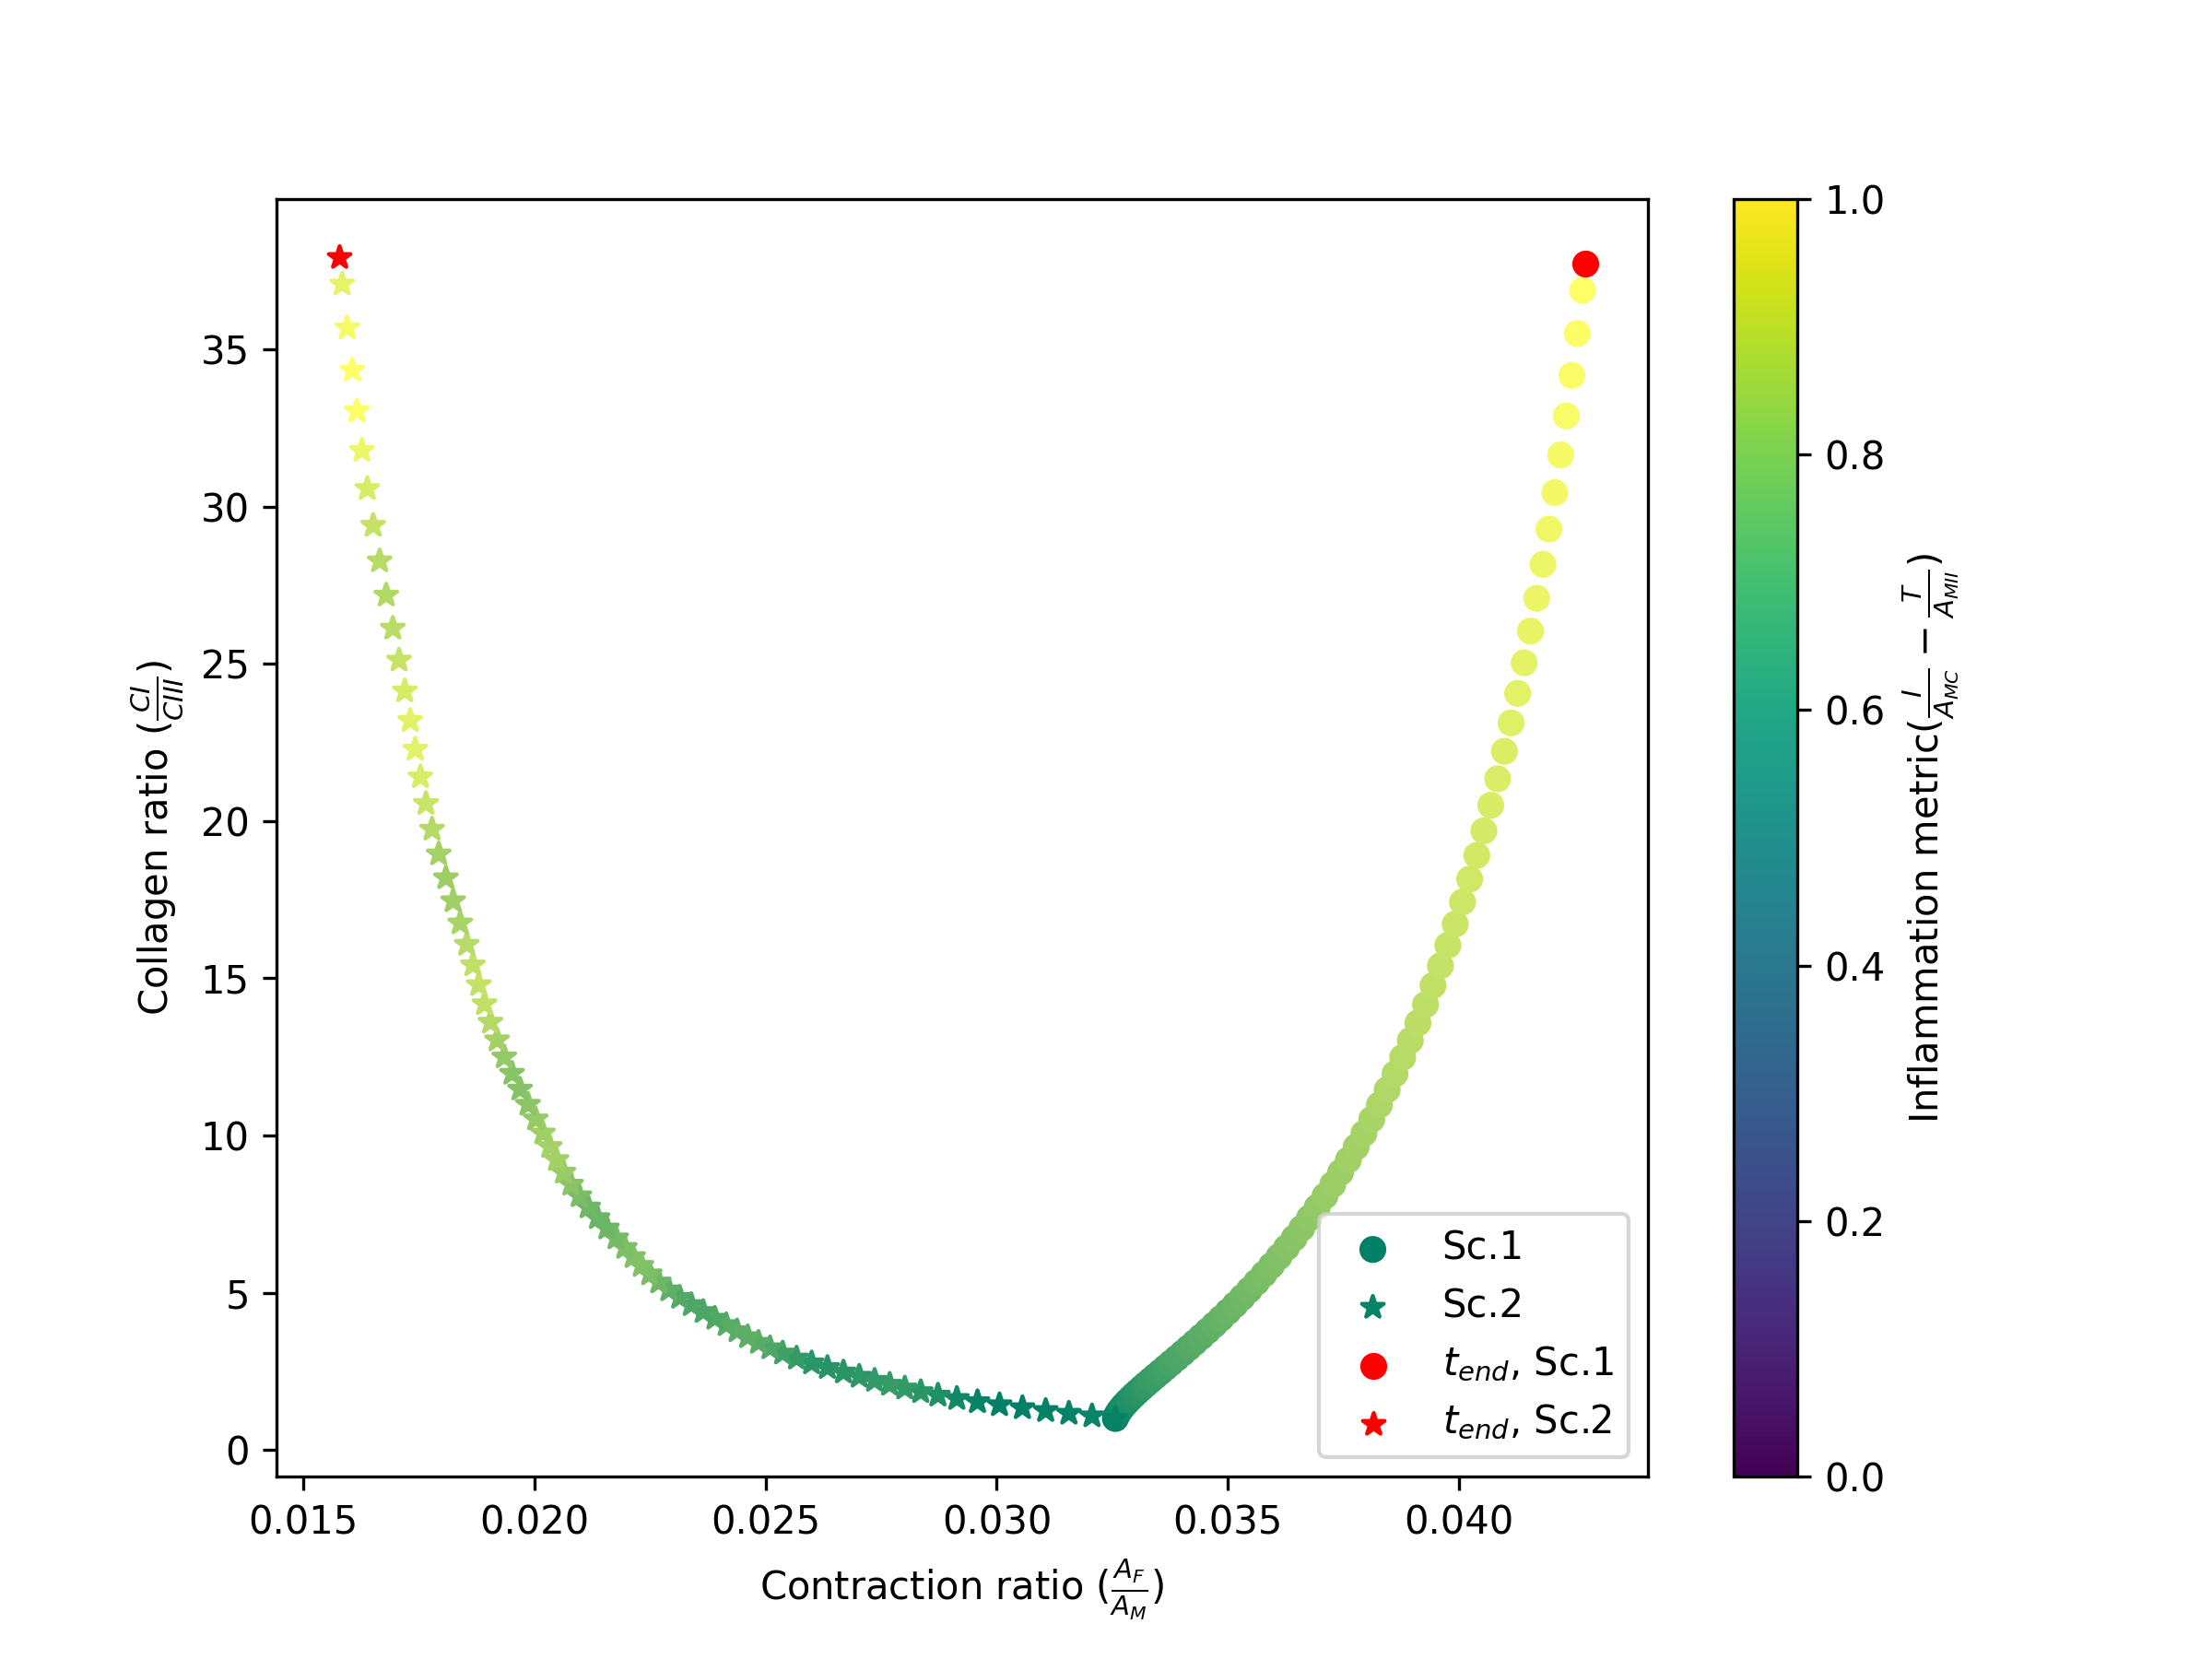 Collagen ratio (CI/CIII)
35
30
25
20
15
10
5
0
0.015 0.020 0.025 0.030 0.035 0.040
Contraction ratio (A_F/A_M)
Sc.1
Sc.2
t_end, Sc.1
t_end, Sc.2
1.0
0.8
0.6
0.4
0.2
0.0
Inflammation metric(I/A_MC − T/A_MII)